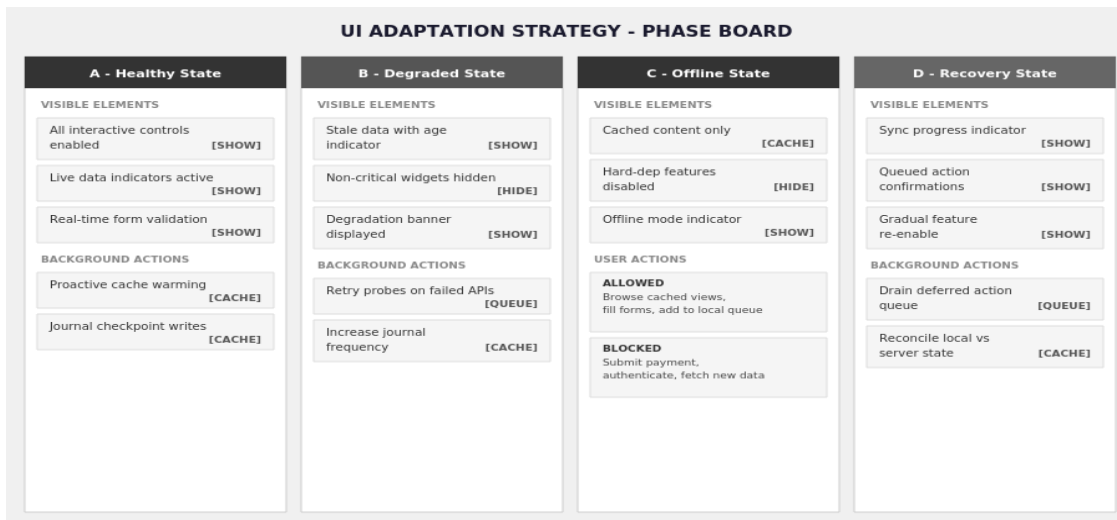 UI ADAPTATION STRATEGY - PHASE BOARD
A - Healthy State
VISIBLE ELEMENTS
All interactive controls
enabled [SHOW]
Live data indicators active
[SHOW]
Real-time form validation
[SHOW]
BACKGROUND ACTIONS
Proactive cache warming
[CACHE]
Journal checkpoint writes
[CACHE]
B - Degraded State
VISIBLE ELEMENTS
Stale data with age
indicator [SHOW]
Non-critical widgets hidden
[HIDE]
Degradation banner
displayed [SHOW]
BACKGROUND ACTIONS
Retry probes on failed APIs
[QUEUE]
Increase journal
frequency [CACHE]
C - Offline State
VISIBLE ELEMENTS
Cached content only
[CACHE]
Hard-dep features
disabled [HIDE]
Offline mode indicator
[SHOW]
USER ACTIONS
ALLOWED
Browse cached views,
fill forms, add to local queue
BLOCKED
Submit payment,
authenticate, fetch new data
D - Recovery State
VISIBLE ELEMENTS
Sync progress indicator
[SHOW]
Queued action
confirmations [SHOW]
Gradual feature
re-enable [SHOW]
BACKGROUND ACTIONS
Drain deferred action
queue [QUEUE]
Reconcile local vs
server state [CACHE]